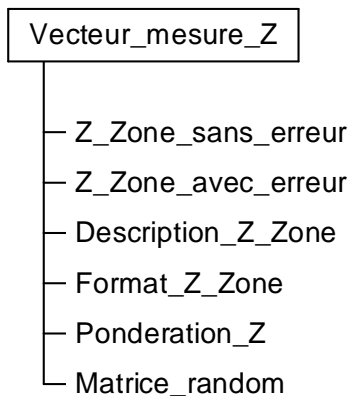 Vecteur_mesure_Z
Z_Zone_sans_erreur
Z_Zone_avec_erreur
Description_Z_Zone
Format_Z_Zone
Ponderation_Z
Matrice_random